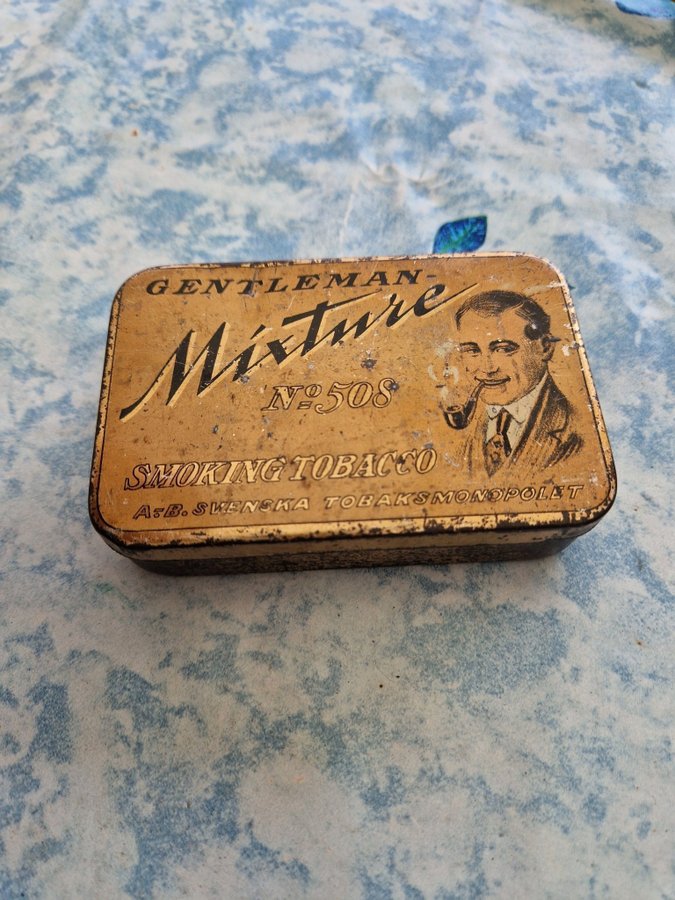 GENTLEMAN-
Mixture
No 508
SMOKING TOBACCO
A-B. SVENSKA TOBAKSMONOPOLET